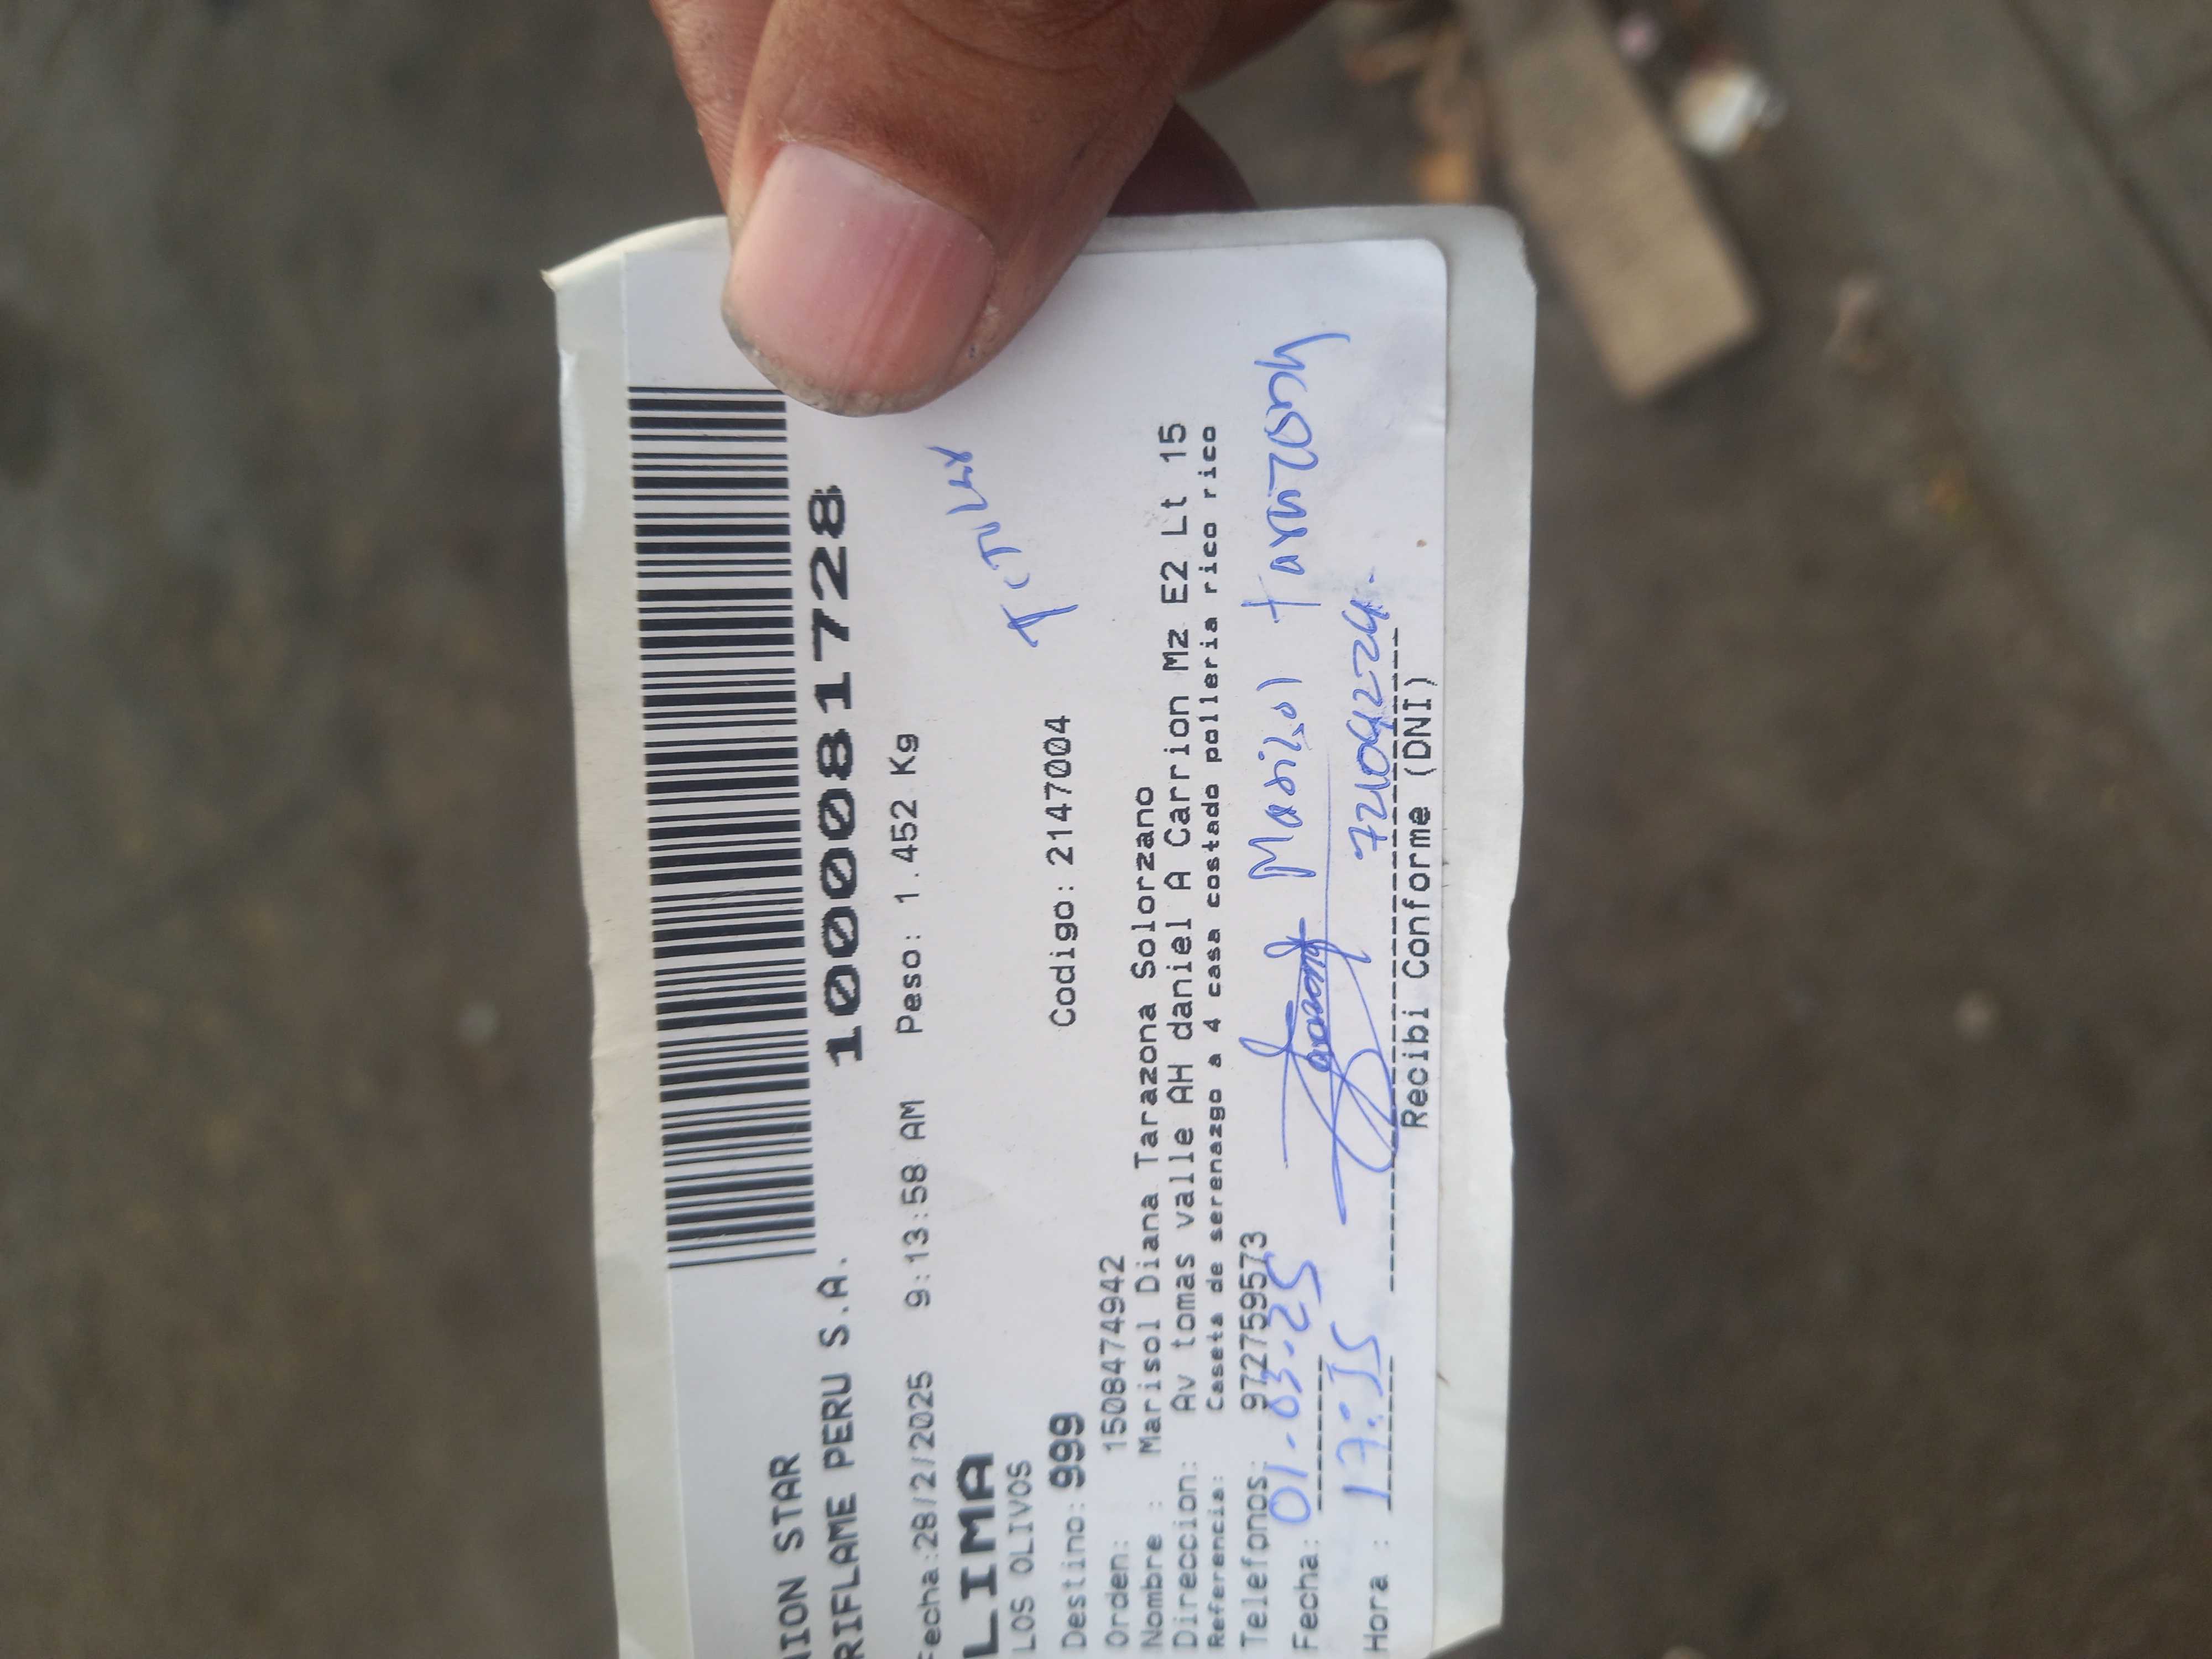 NION STAR
RIFLAME PERU S.A.
1000081728
Fecha:28/2/2025 9:13:58 AM Peso: 1.452 Kg
LIMA
LOS OLIVOS
Destino: 999 Codigo: 2147004
Orden: 1508474942
Nombre : Marisol Diana Tarazona Solorzano
Direccion: Av tomas valle AH daniel A Carrion Mz E2 Lt 15
Referencia: Caseta de serenazgo a 4 casa costado polleria rico rico
Telefonos: 972759573
Marisol tarazona
Fecha: 01-03-25
72109224.
Hora : 17:15
Recibi Conforme (DNI)